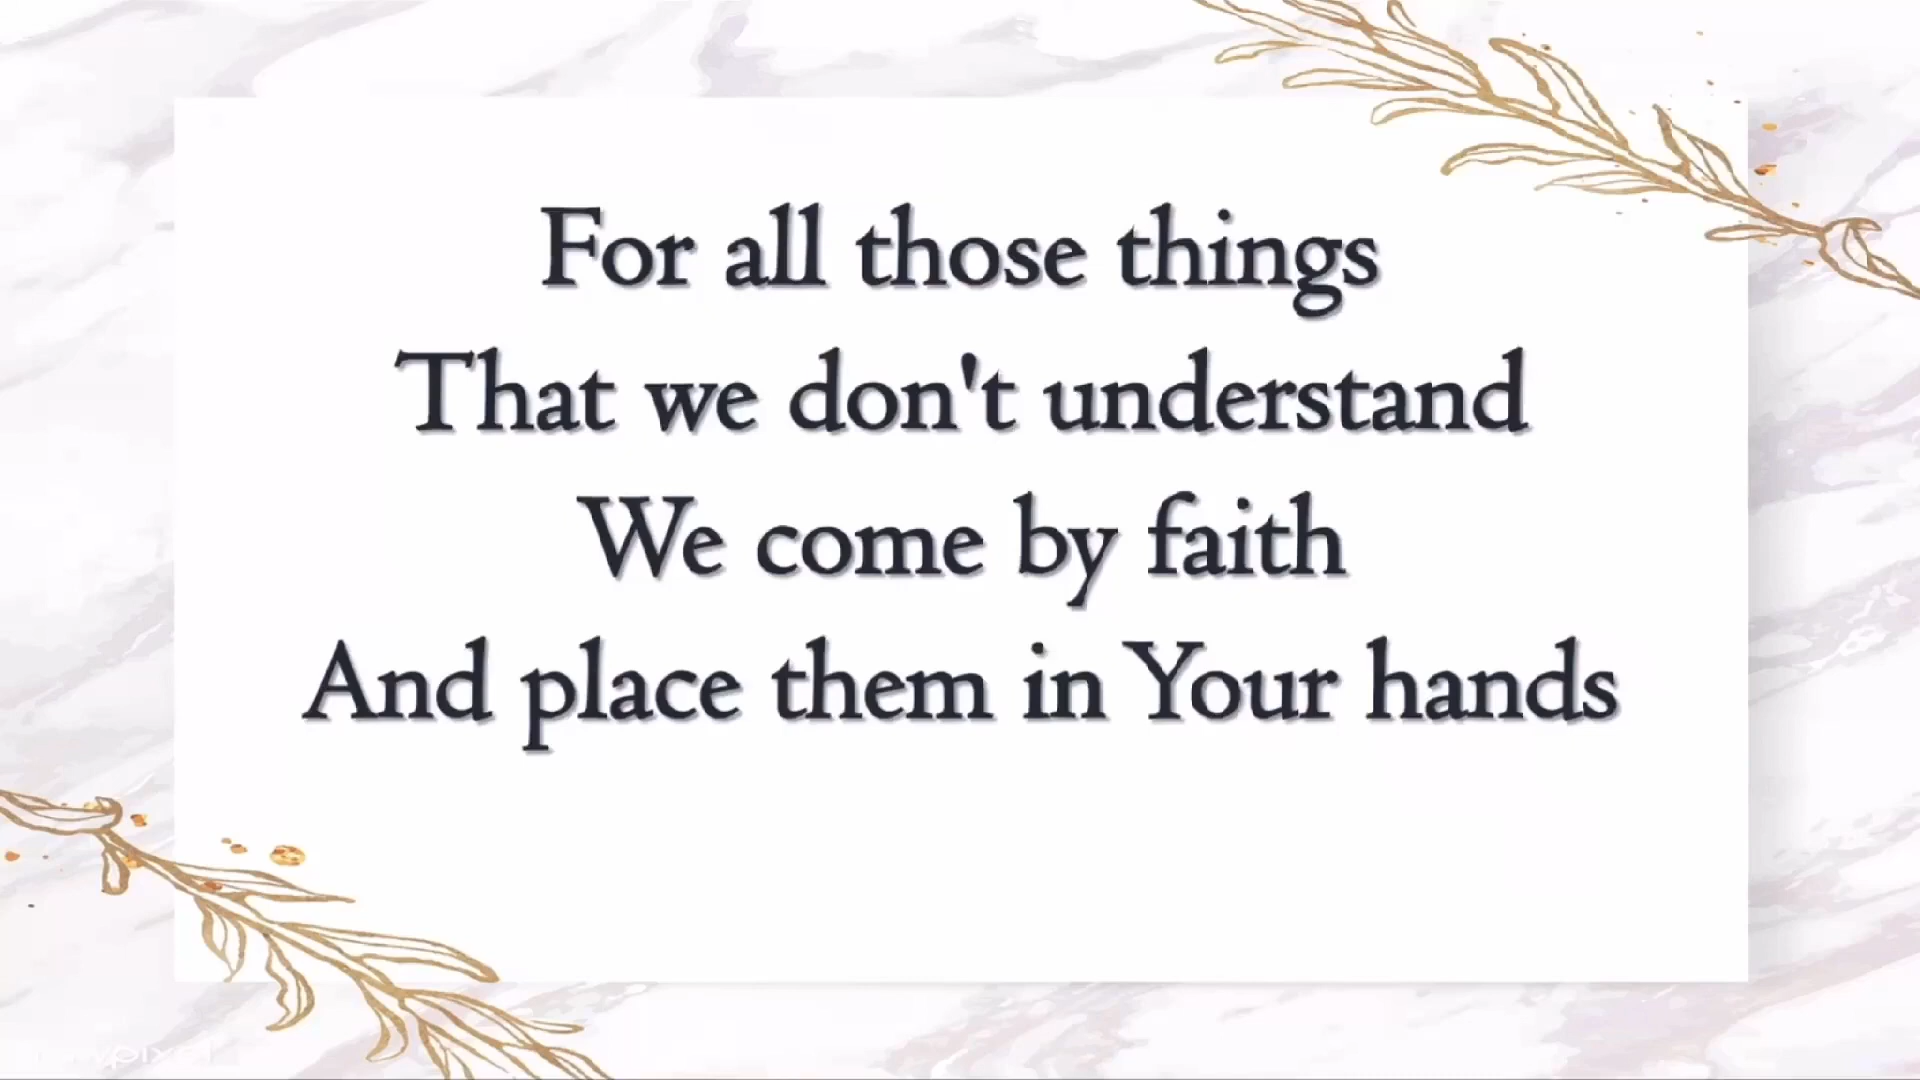 For all those things
That we don't understand
We come by faith
And place them in Your hands